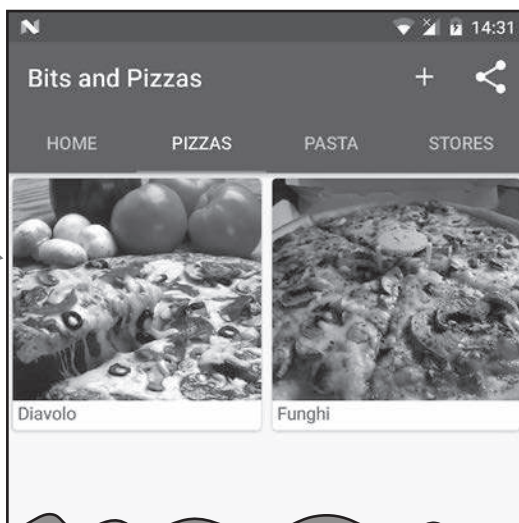 14:31
Bits and Pizzas +
HOME PIZZAS PASTA STORES
Diavolo Funghi